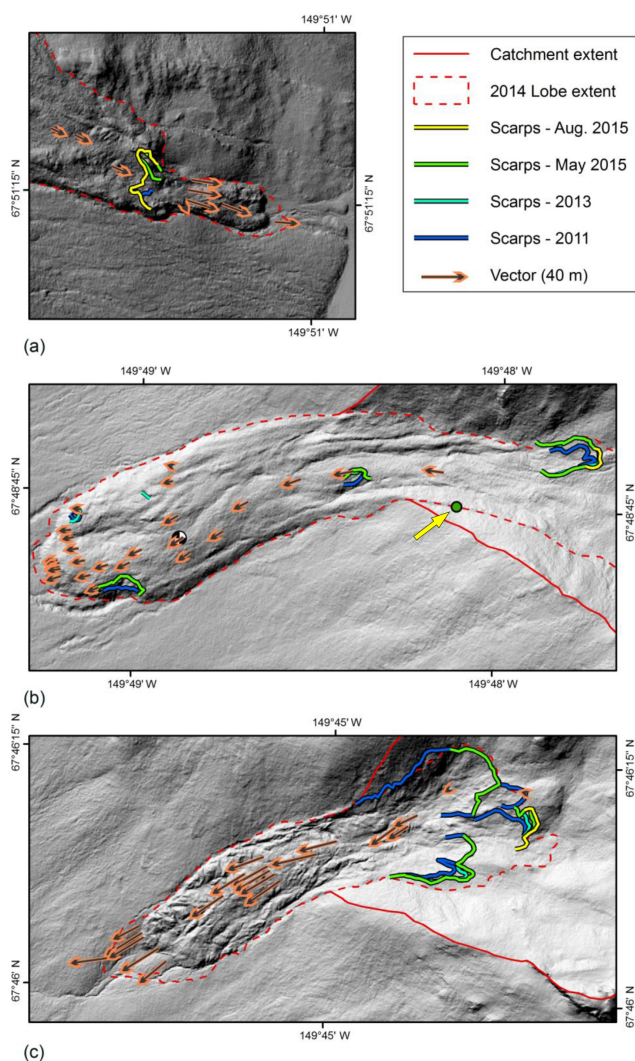 149°51' W
67°51'15" N
67°51'15" N
149°51' W
(a)
Catchment extent
2014 Lobe extent
Scarps - Aug. 2015
Scarps - May 2015
Scarps - 2013
Scarps - 2011
Vector (40 m)
149°49' W
149°48' W
67°48'45" N
67°48'45" N
149°49' W
149°48' W
(b)
149°45' W
67°46'15" N
67°46'15" N
67°46' N
67°46' N
149°45' W
(c)